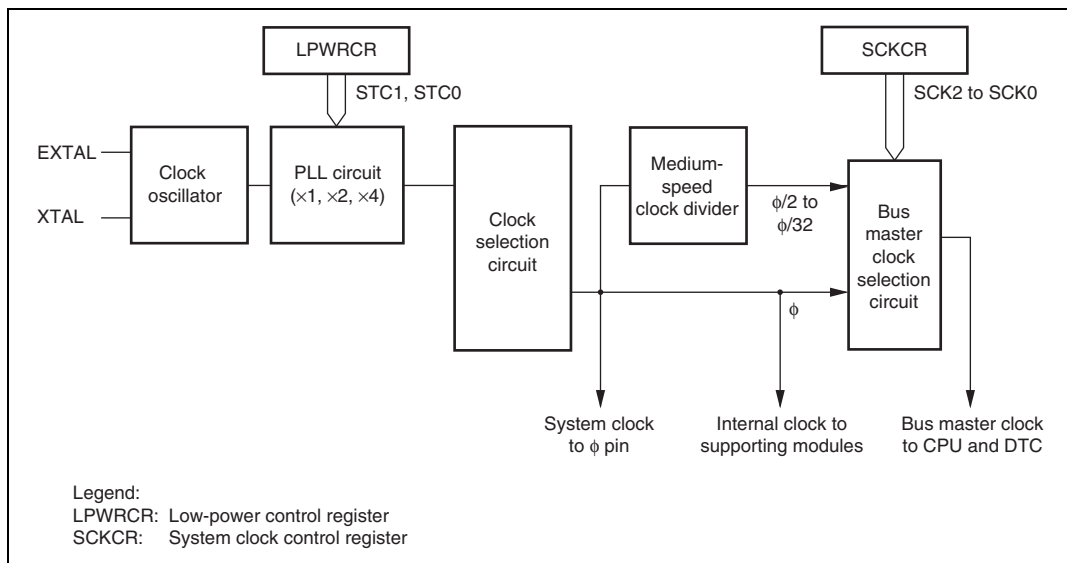 LPWRCR
SCKCR
STC1, STC0
SCK2 to SCK0
EXTAL
XTAL
Clock
oscillator
PLL circuit
(×1, ×2, ×4)
Clock
selection
circuit
Medium-
speed
clock divider
ϕ/2 to
ϕ/32
ϕ
Bus
master
clock
selection
circuit
System clock
to ϕ pin
Internal clock to
supporting modules
Bus master clock
to CPU and DTC
Legend:
LPWRCR: Low-power control register
SCKCR: System clock control register